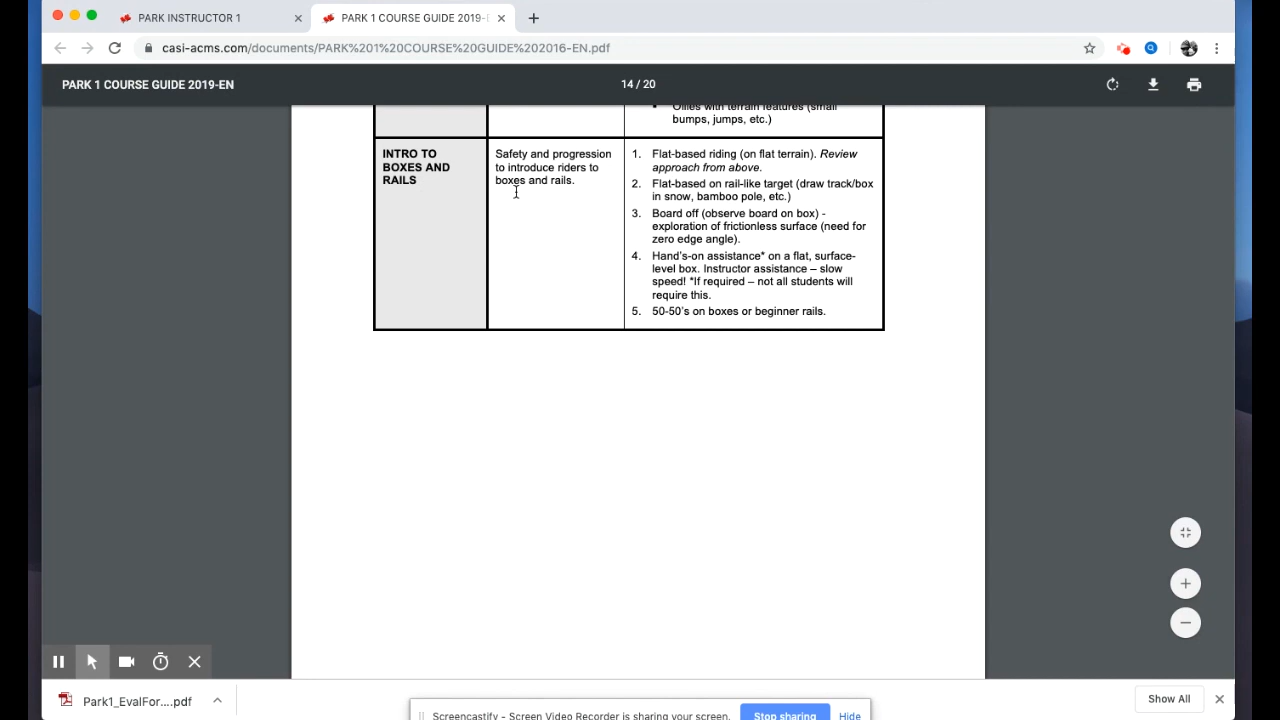 PARK INSTRUCTOR 1
PARK 1 COURSE GUIDE 2019-
casi-acms.com/documents/PARK%201%20COURSE%20GUIDE%202016-EN.pdf
PARK 1 COURSE GUIDE 2019-EN
14 / 20
Ollies with terrain features (small
bumps, jumps, etc.)
INTRO TO
BOXES AND
RAILS
Safety and progression
to introduce riders to
boxes and rails.
1. Flat-based riding (on flat terrain). Review
approach from above.
2. Flat-based on rail-like target (draw track/box
in snow, bamboo pole, etc.)
3. Board off (observe board on box) -
exploration of frictionless surface (need for
zero edge angle).
4. Hand's-on assistance* on a flat, surface-
level box. Instructor assistance – slow
speed! *If required – not all students will
require this.
5. 50-50's on boxes or beginner rails.
Park1_EvalFor....pdf
Show All
Screencastify - Screen Video Recorder is sharing your screen.
Stop sharing
Hide